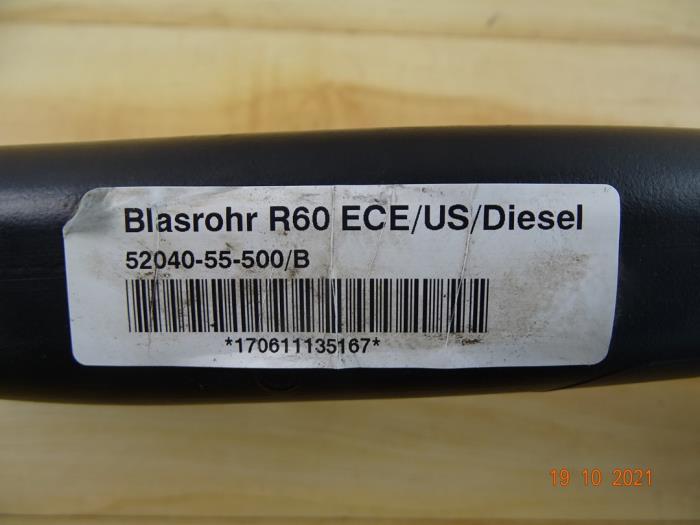 Blasrohr R60 ECE/US/Diesel
52040-55-500/B
*170611135167*
19 10 2021